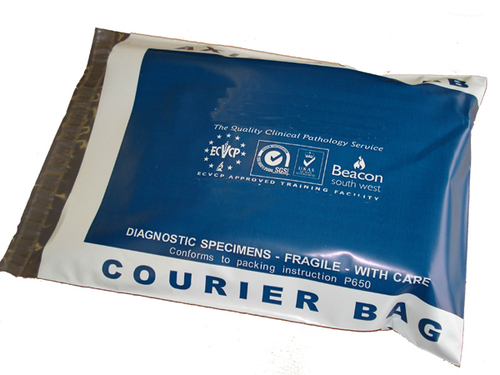 The Quality Clinical Pathology Service
ECVCP
SGS
UKAS
Beacon
south west
ECVCP APPROVED TRAINING FACILITY
DIAGNOSTIC SPECIMENS - FRAGILE - WITH CARE
Conforms to packing instruction P650
COURIER BAG